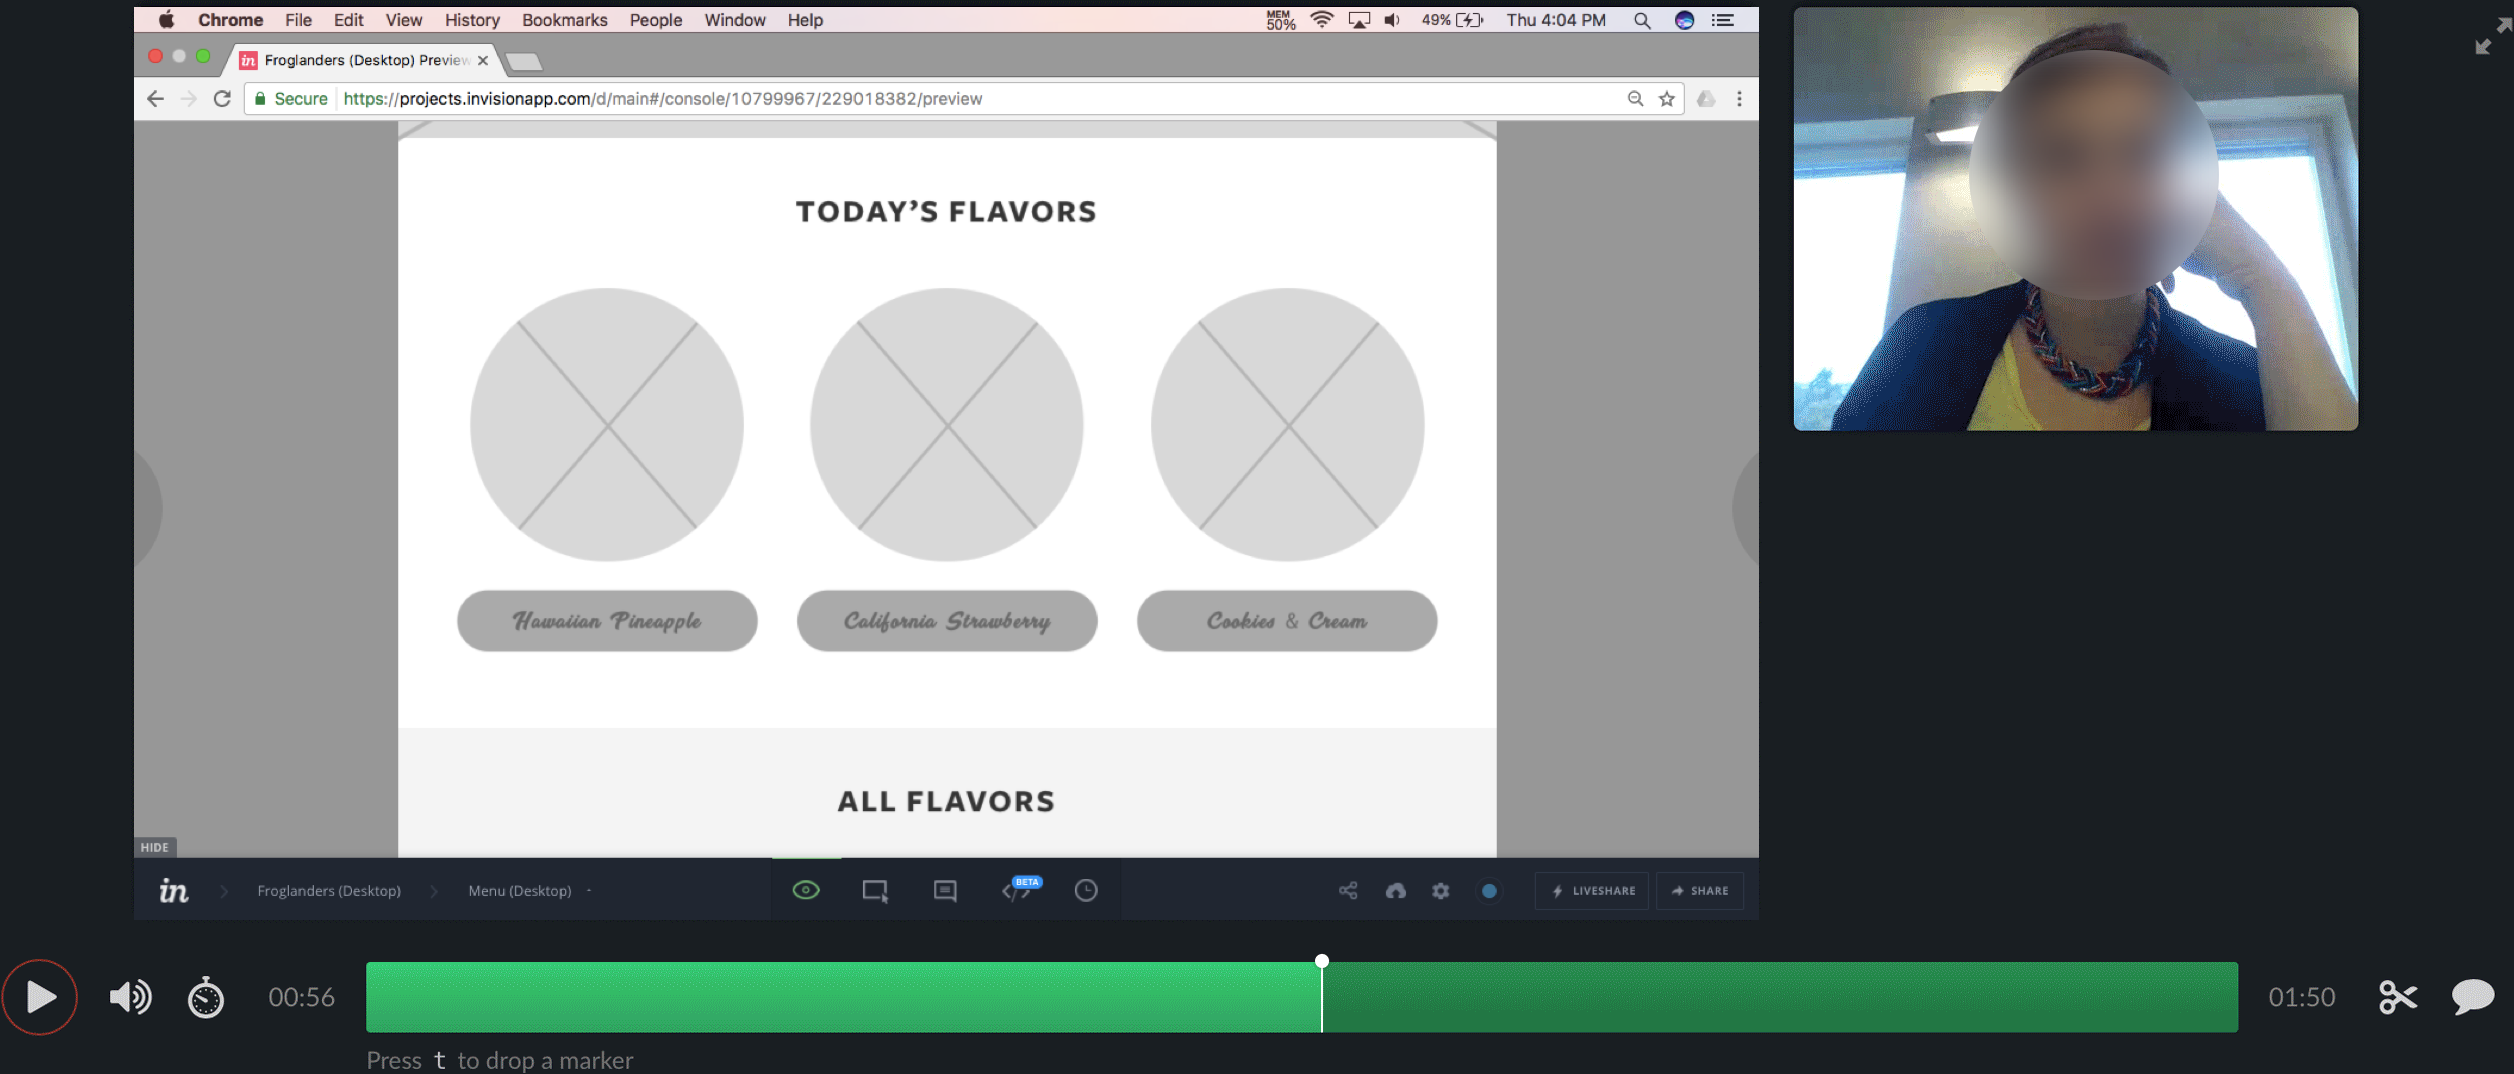 Chrome File Edit View History Bookmarks People Window Help MEM 50% 49% Thu 4:04 PM
in Froglanders (Desktop) Preview
Secure https://projects.invisionapp.com/d/main#/console/10799967/229018382/preview
TODAY’S FLAVORS
Hawaiian Pineapple California Strawberry Cookies & Cream
ALL FLAVORS
HIDE
in Froglanders (Desktop) Menu (Desktop) BETA LIVESHARE SHARE
00:56 01:50
Press t to drop a marker